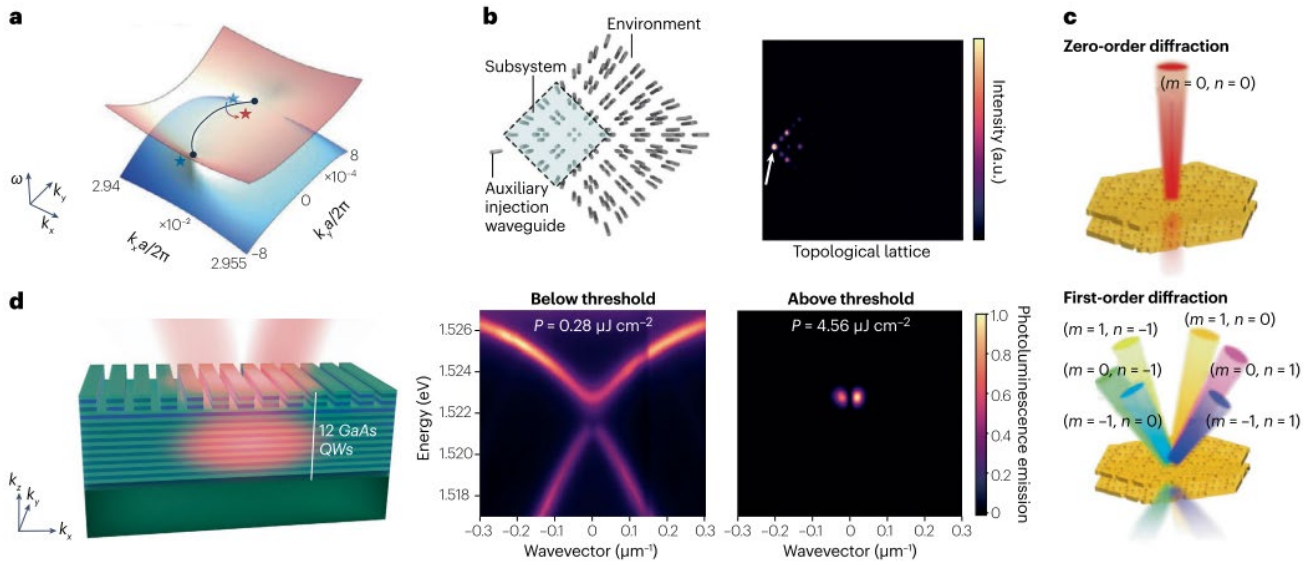 a
ω
k_y
k_x
2.94
×10⁻²
k_xa/2π
2.955
−8
0
8
×10⁻⁴
k_ya/2π
b
Environment
Subsystem
Auxiliary
injection
waveguide
Topological lattice
Intensity (a.u.)
c
Zero-order diffraction
(m = 0, n = 0)
First-order diffraction
(m = 1, n = −1)
(m = 1, n = 0)
(m = 0, n = −1)
(m = 0, n = 1)
(m = −1, n = 0)
(m = −1, n = 1)
d
12 GaAs
QWs
k_z
k_y
k_x
Below threshold
P = 0.28 μJ cm⁻²
Energy (eV)
1.526
1.524
1.522
1.520
1.518
−0.3 −0.2 −0.1 0 0.1 0.2 0.3
Wavevector (μm⁻¹)
Above threshold
P = 4.56 μJ cm⁻²
−0.3 −0.2 −0.1 0 0.1 0.2 0.3
Wavevector (μm⁻¹)
1.0
0.8
0.6
0.4
0.2
0
Photoluminescence emission